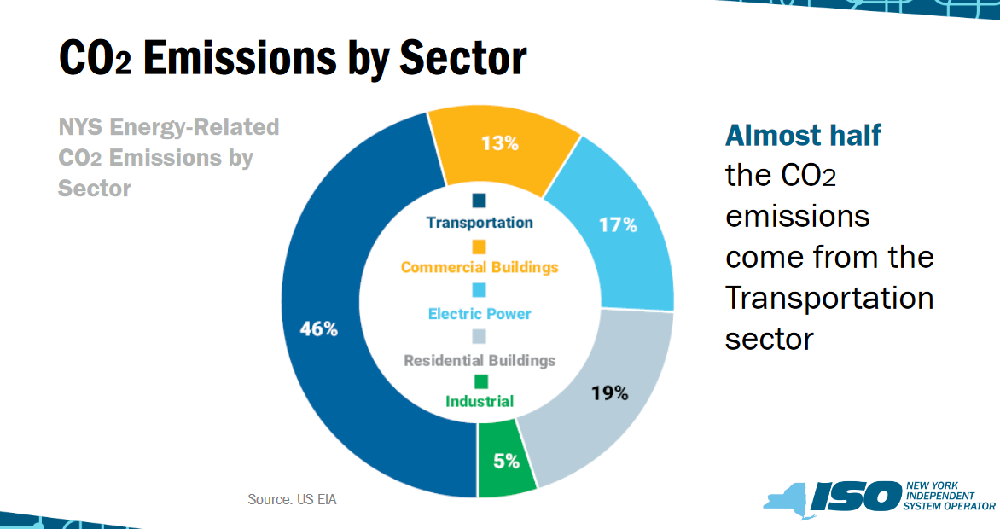 CO2 Emissions by Sector
NYS Energy-Related
CO2 Emissions by
Sector
13%
17%
46%
19%
5%
Transportation
Commercial Buildings
Electric Power
Residential Buildings
Industrial
Almost half
the CO2
emissions
come from the
Transportation
sector
Source: US EIA
ISO
NEW YORK
INDEPENDENT
SYSTEM OPERATOR